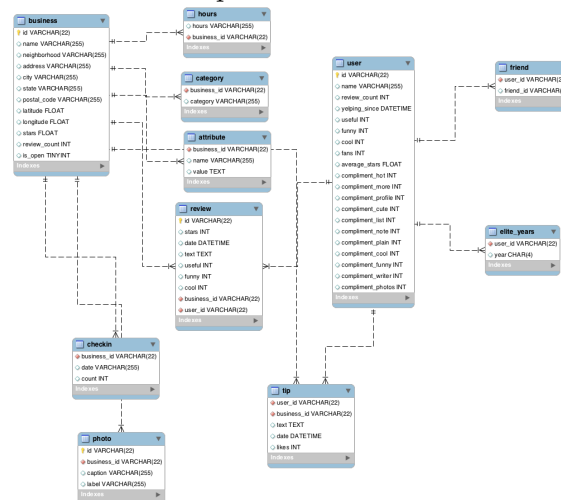 business
id VARCHAR(22)
name VARCHAR(255)
neighborhood VARCHAR(255)
address VARCHAR(255)
city VARCHAR(255)
state VARCHAR(255)
postal_code VARCHAR(255)
latitude FLOAT
longitude FLOAT
stars FLOAT
review_count INT
is_open TINYINT
Indexes
hours
hours VARCHAR(255)
business_id VARCHAR(22)
Indexes
category
business_id VARCHAR(22)
category VARCHAR(255)
Indexes
attribute
business_id VARCHAR(22)
name VARCHAR(255)
value TEXT
Indexes
review
id VARCHAR(22)
stars INT
date DATETIME
text TEXT
useful INT
funny INT
cool INT
business_id VARCHAR(22)
user_id VARCHAR(22)
Indexes
user
id VARCHAR(22)
name VARCHAR(255)
review_count INT
yelping_since DATETIME
useful INT
funny INT
cool INT
fans INT
average_stars FLOAT
compliment_hot INT
compliment_more INT
compliment_profile INT
compliment_cute INT
compliment_list INT
compliment_note INT
compliment_plain INT
compliment_cool INT
compliment_funny INT
compliment_writer INT
compliment_photos INT
Indexes
friend
user_id VARCHAR(2
friend_id VARCHAR(
Indexes
elite_years
user_id VARCHAR(22)
year CHAR(4)
Indexes
checkin
business_id VARCHAR(22)
date VARCHAR(255)
count INT
Indexes
photo
id VARCHAR(22)
business_id VARCHAR(22)
caption VARCHAR(255)
label VARCHAR(255)
Indexes
tip
user_id VARCHAR(22)
business_id VARCHAR(22)
text TEXT
date DATETIME
likes INT
Indexes